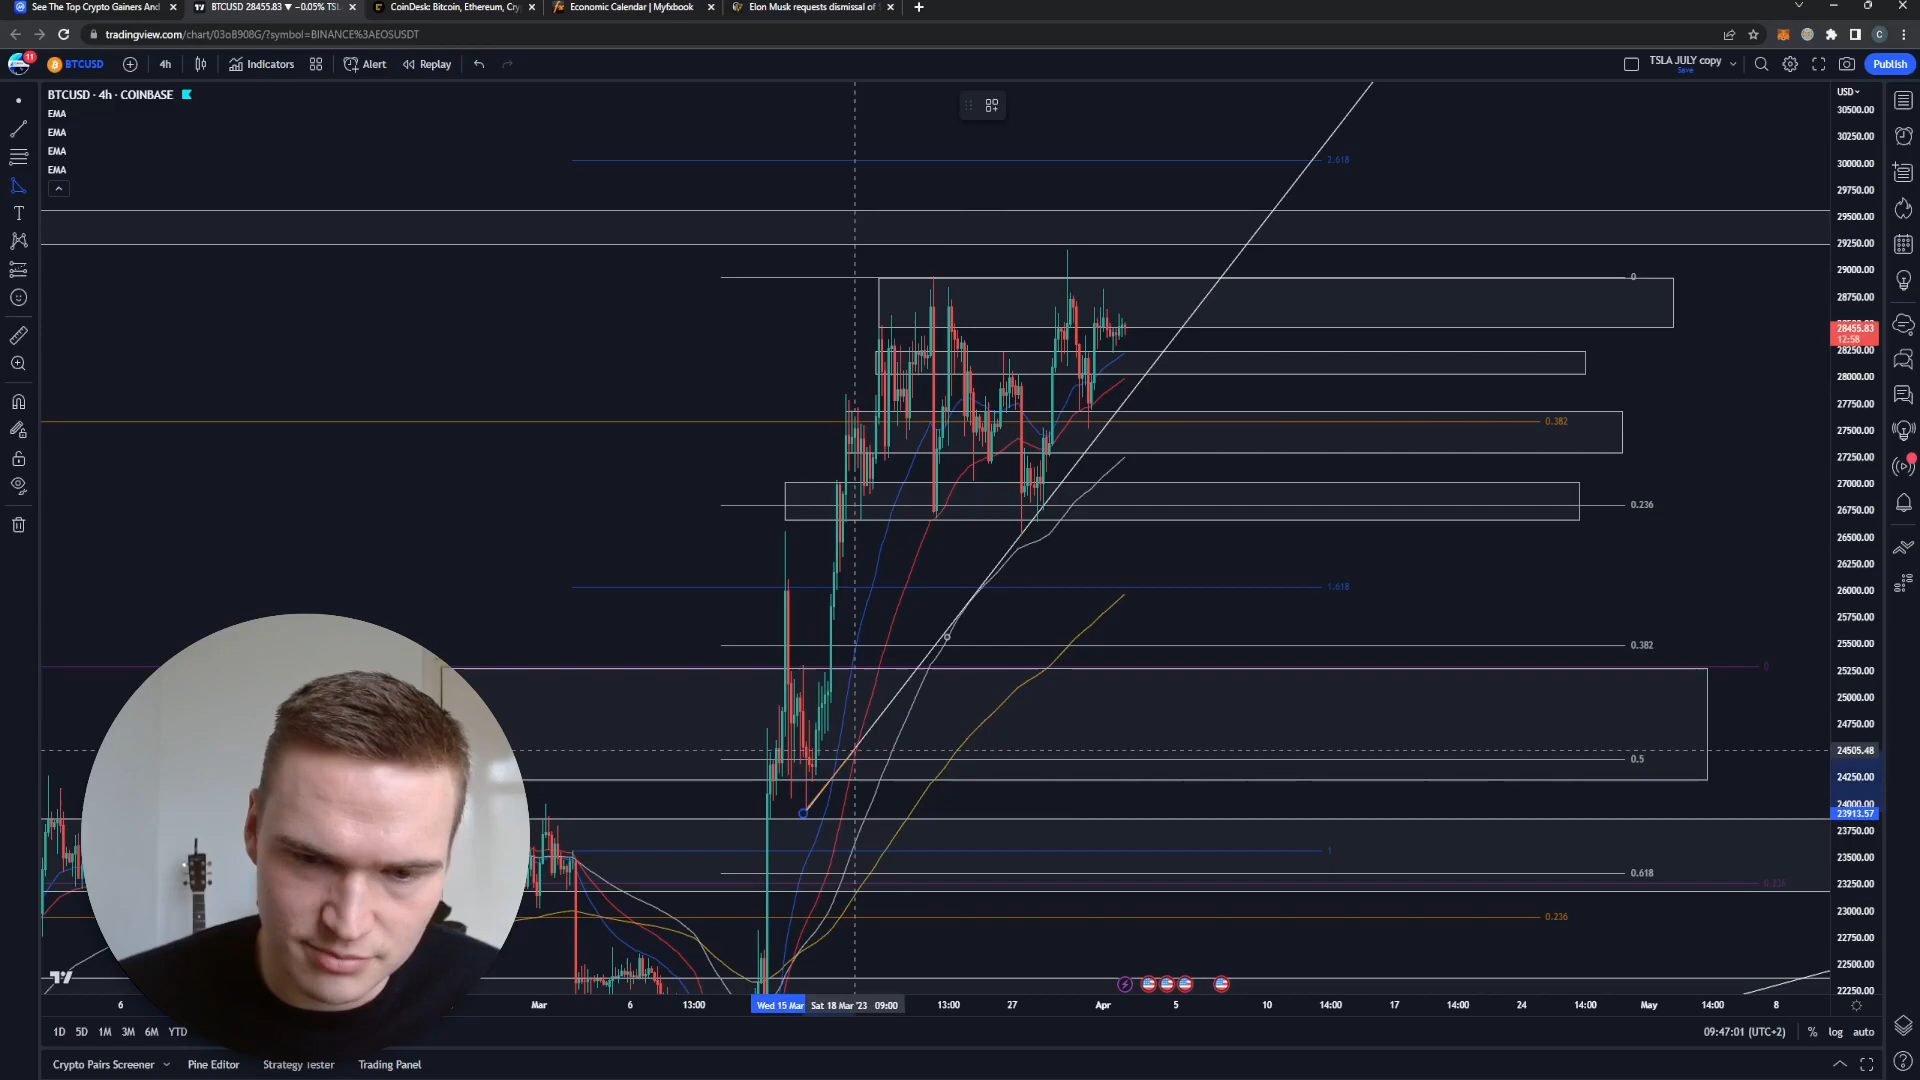 See The Top Crypto Gainers And
BTCUSD 28455.83 ▼ −0.05% TSL
CoinDesk: Bitcoin, Ethereum, Cry
Economic Calendar | Myfxbook
Elon Musk requests dismissal of
tradingview.com/chart/03oB908G/?symbol=BINANCE%3AEOSUSDT
11
BTCUSD
4h
Indicators
Alert
Replay
TSLA JULY copy
Save
Publish
BTCUSD · 4h · COINBASE
EMA
EMA
EMA
EMA
USD
30500.00
30250.00
30000.00
29750.00
29500.00
29250.00
29000.00
28750.00
28455.83
12:58
28250.00
28000.00
27750.00
27500.00
27250.00
27000.00
26750.00
26500.00
26250.00
26000.00
25750.00
25500.00
25250.00
25000.00
24750.00
24505.48
24250.00
24000.00
23913.57
23750.00
23500.00
23250.00
23000.00
22750.00
22500.00
22250.00
2.618
0
0.382
0.236
1.618
0.382
0
0.5
1
0.618
0.236
0.236
6
Mar
6
13:00
Wed 15 Mar
Sat 18 Mar '23 09:00
13:00
27
Apr
5
10
14:00
17
14:00
24
14:00
May
14:00
8
1D
5D
1M
3M
6M
YTD
09:47:01 (UTC+2)
%
log
auto
Crypto Pairs Screener
Pine Editor
Strategy Tester
Trading Panel